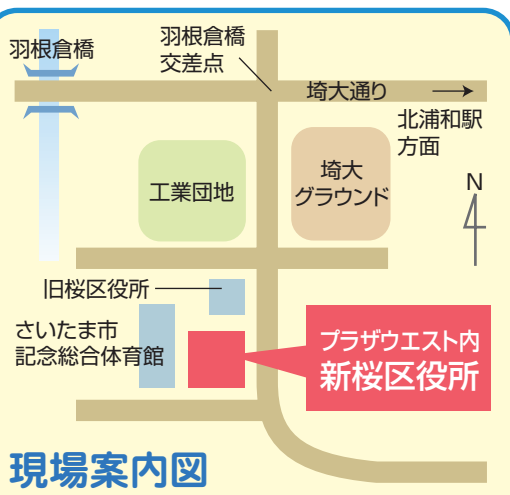 羽根倉橋
羽根倉橋
交差点
埼大通り
北浦和駅
方面
工業団地
埼大
グラウンド
N
旧桜区役所
さいたま市
記念総合体育館
プラザウエスト内
新桜区役所
現場案内図